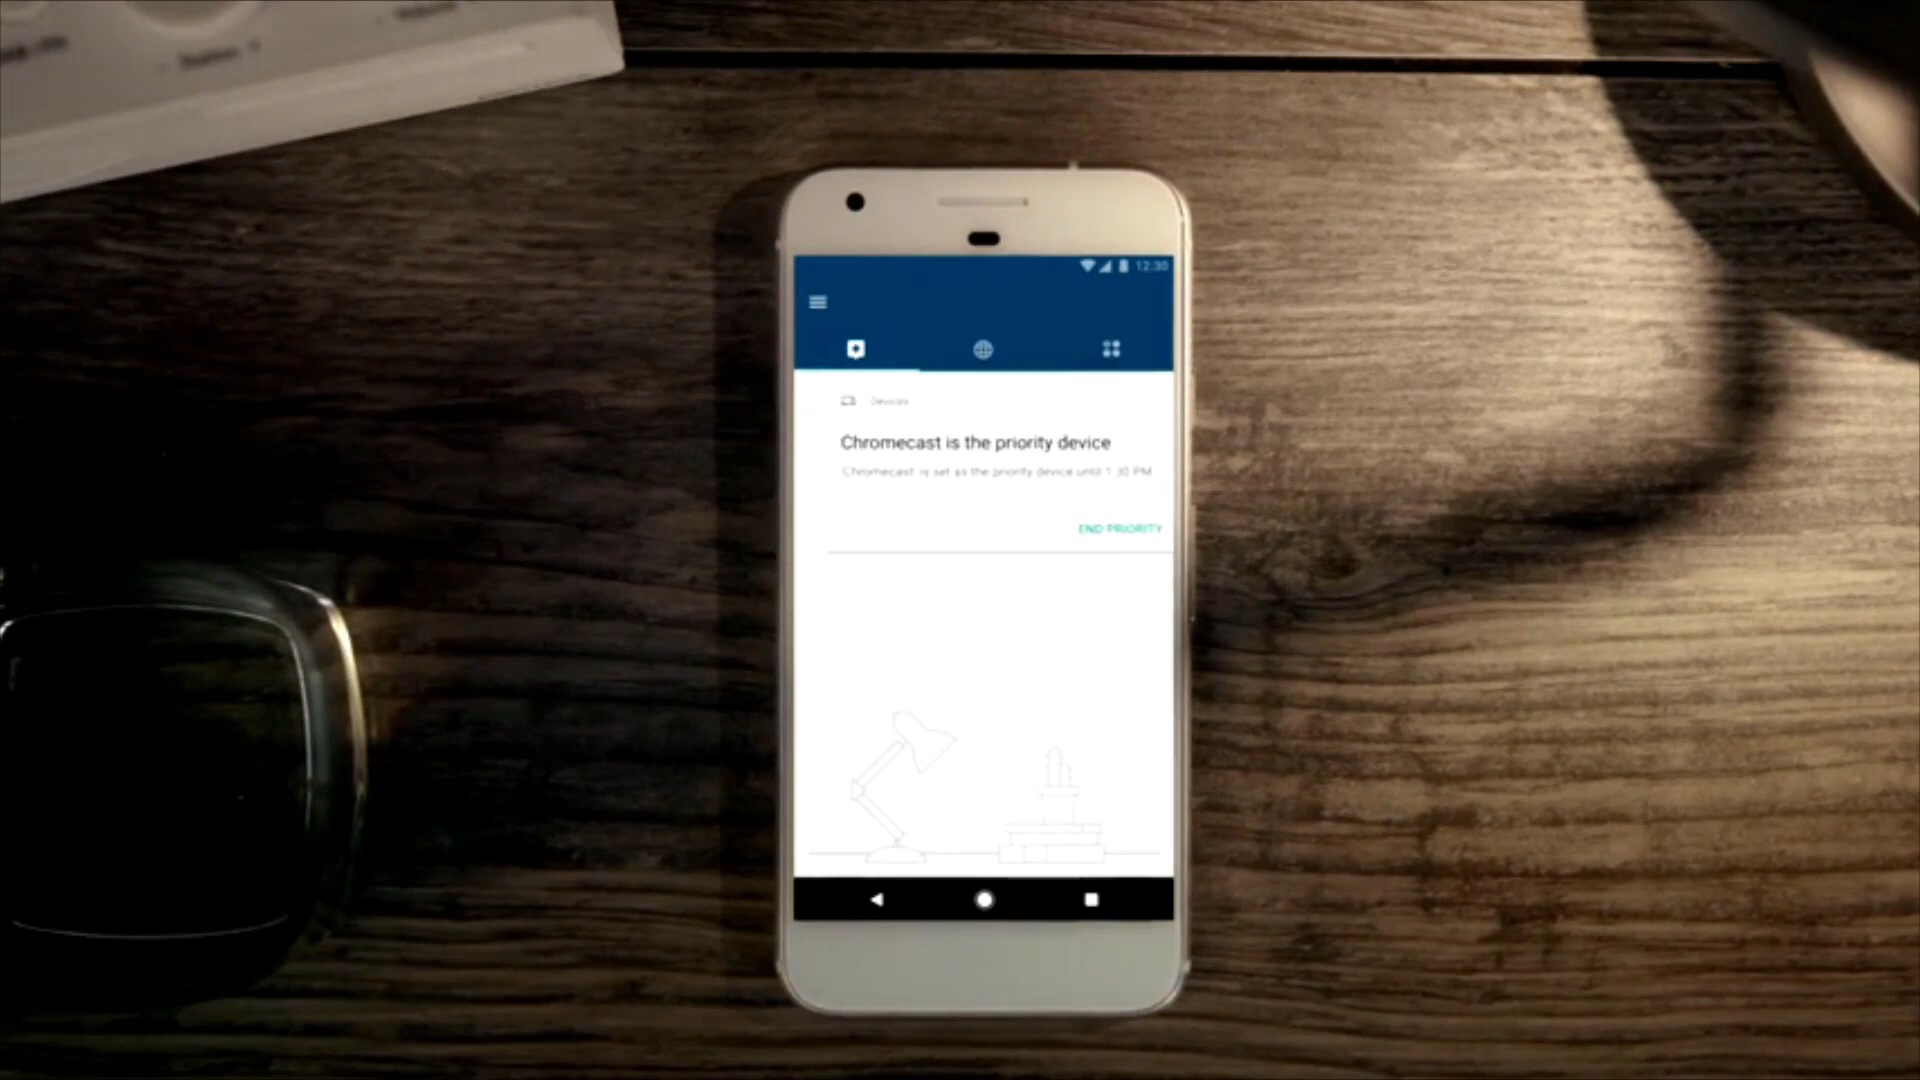 12:30
Devices
Chromecast is the priority device
Chromecast is set as the priority device until 1:30 PM
END PRIORITY